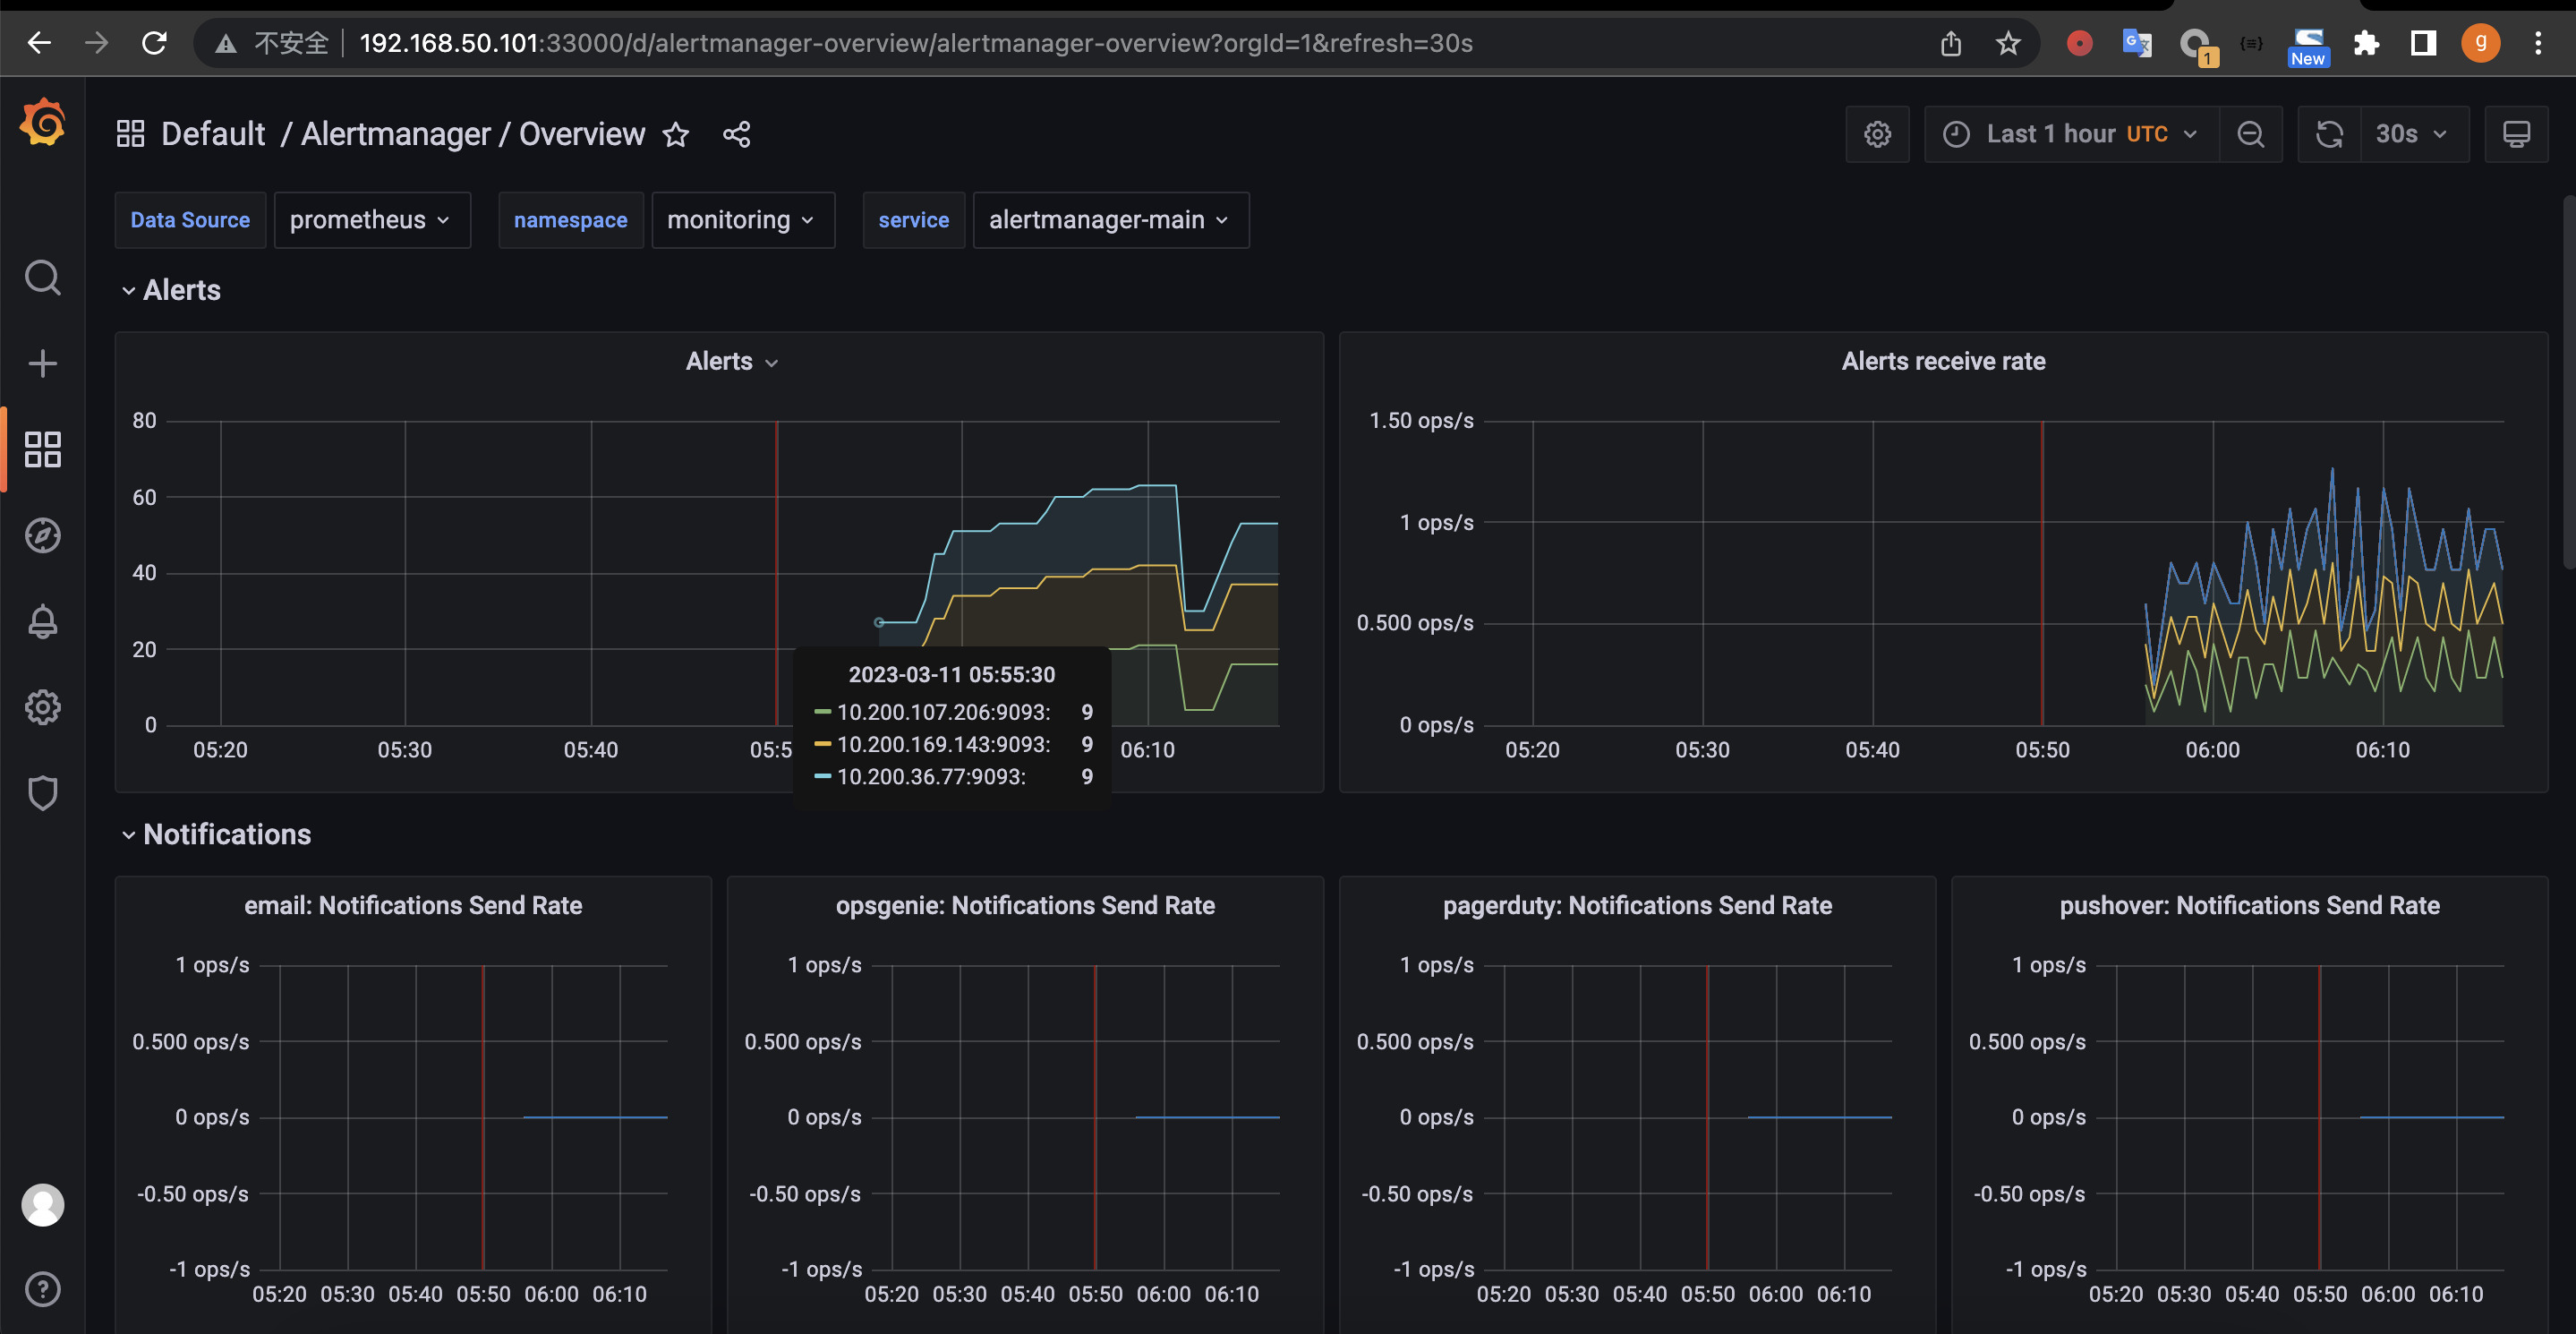 不安全 192.168.50.101:33000/d/alertmanager-overview/alertmanager-overview?orgId=1&refresh=30s
1
New
g
Default / Alertmanager / Overview
Last 1 hour UTC
30s
Data Source prometheus namespace monitoring service alertmanager-main
Alerts
Alerts
80
60
40
20
0
05:20 05:30 05:40 05:5 06:10
2023-03-11 05:55:30
10.200.107.206:9093: 9
10.200.169.143:9093: 9
10.200.36.77:9093: 9
Alerts receive rate
1.50 ops/s
1 ops/s
0.500 ops/s
0 ops/s
05:20 05:30 05:40 05:50 06:00 06:10
Notifications
email: Notifications Send Rate
1 ops/s
0.500 ops/s
0 ops/s
-0.50 ops/s
-1 ops/s
05:20 05:30 05:40 05:50 06:00 06:10
opsgenie: Notifications Send Rate
1 ops/s
0.500 ops/s
0 ops/s
-0.50 ops/s
-1 ops/s
05:20 05:30 05:40 05:50 06:00 06:10
pagerduty: Notifications Send Rate
1 ops/s
0.500 ops/s
0 ops/s
-0.50 ops/s
-1 ops/s
05:20 05:30 05:40 05:50 06:00 06:10
pushover: Notifications Send Rate
1 ops/s
0.500 ops/s
0 ops/s
-0.50 ops/s
-1 ops/s
05:20 05:30 05:40 05:50 06:00 06:10